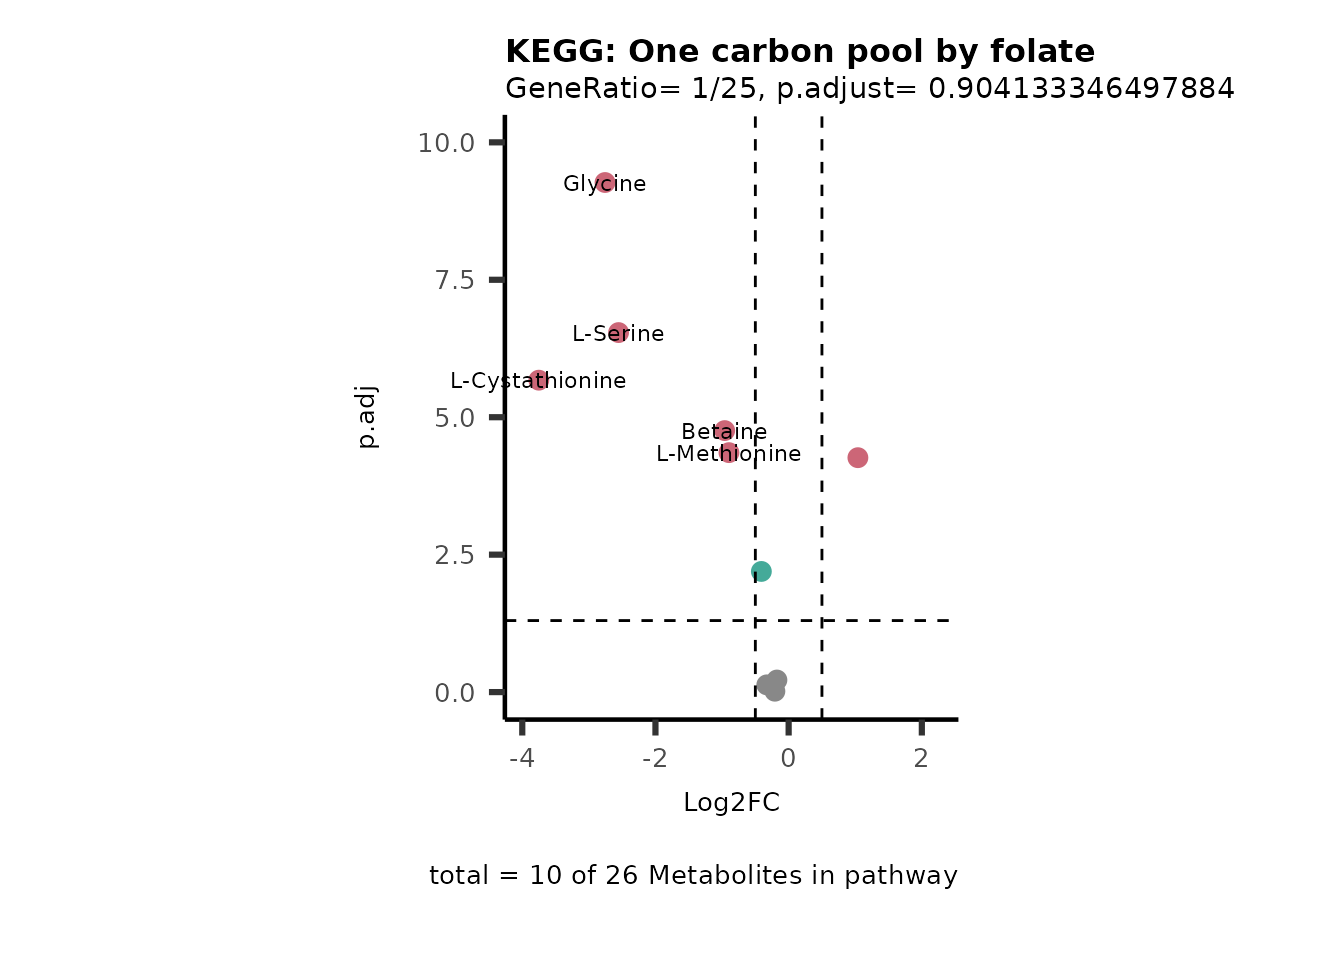 KEGG: One carbon pool by folate
GeneRatio= 1/25, p.adjust= 0.904133346497884
10.0
Glycine
7.5
L-Serine
L-Cystathionine
p.adj
5.0
Betaine
L-Methionine
2.5
0.0
-4 -2 0 2
Log2FC
total = 10 of 26 Metabolites in pathway